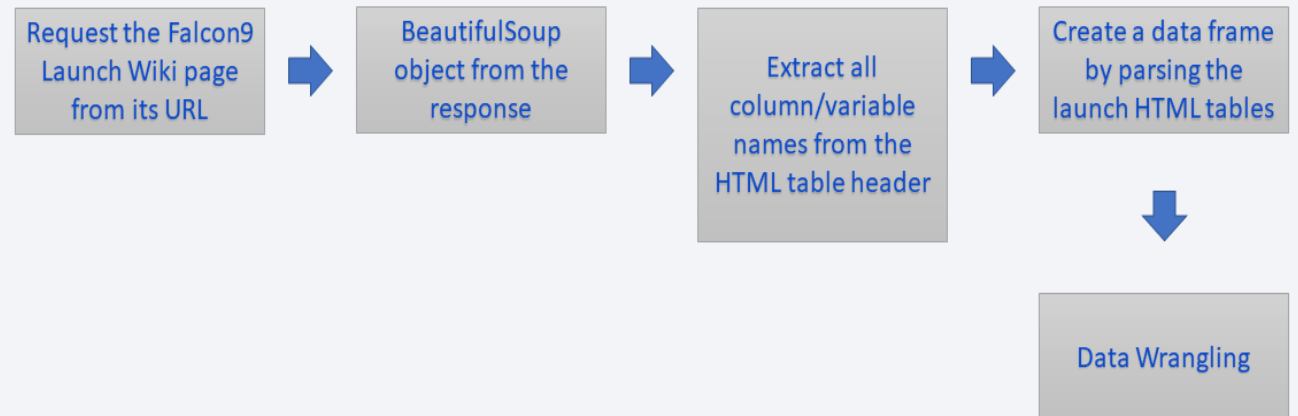 Request the Falcon9
Launch Wiki page
from its URL
BeautifulSoup
object from the
response
Extract all
column/variable
names from the
HTML table header
Create a data frame
by parsing the
launch HTML tables
Data Wrangling